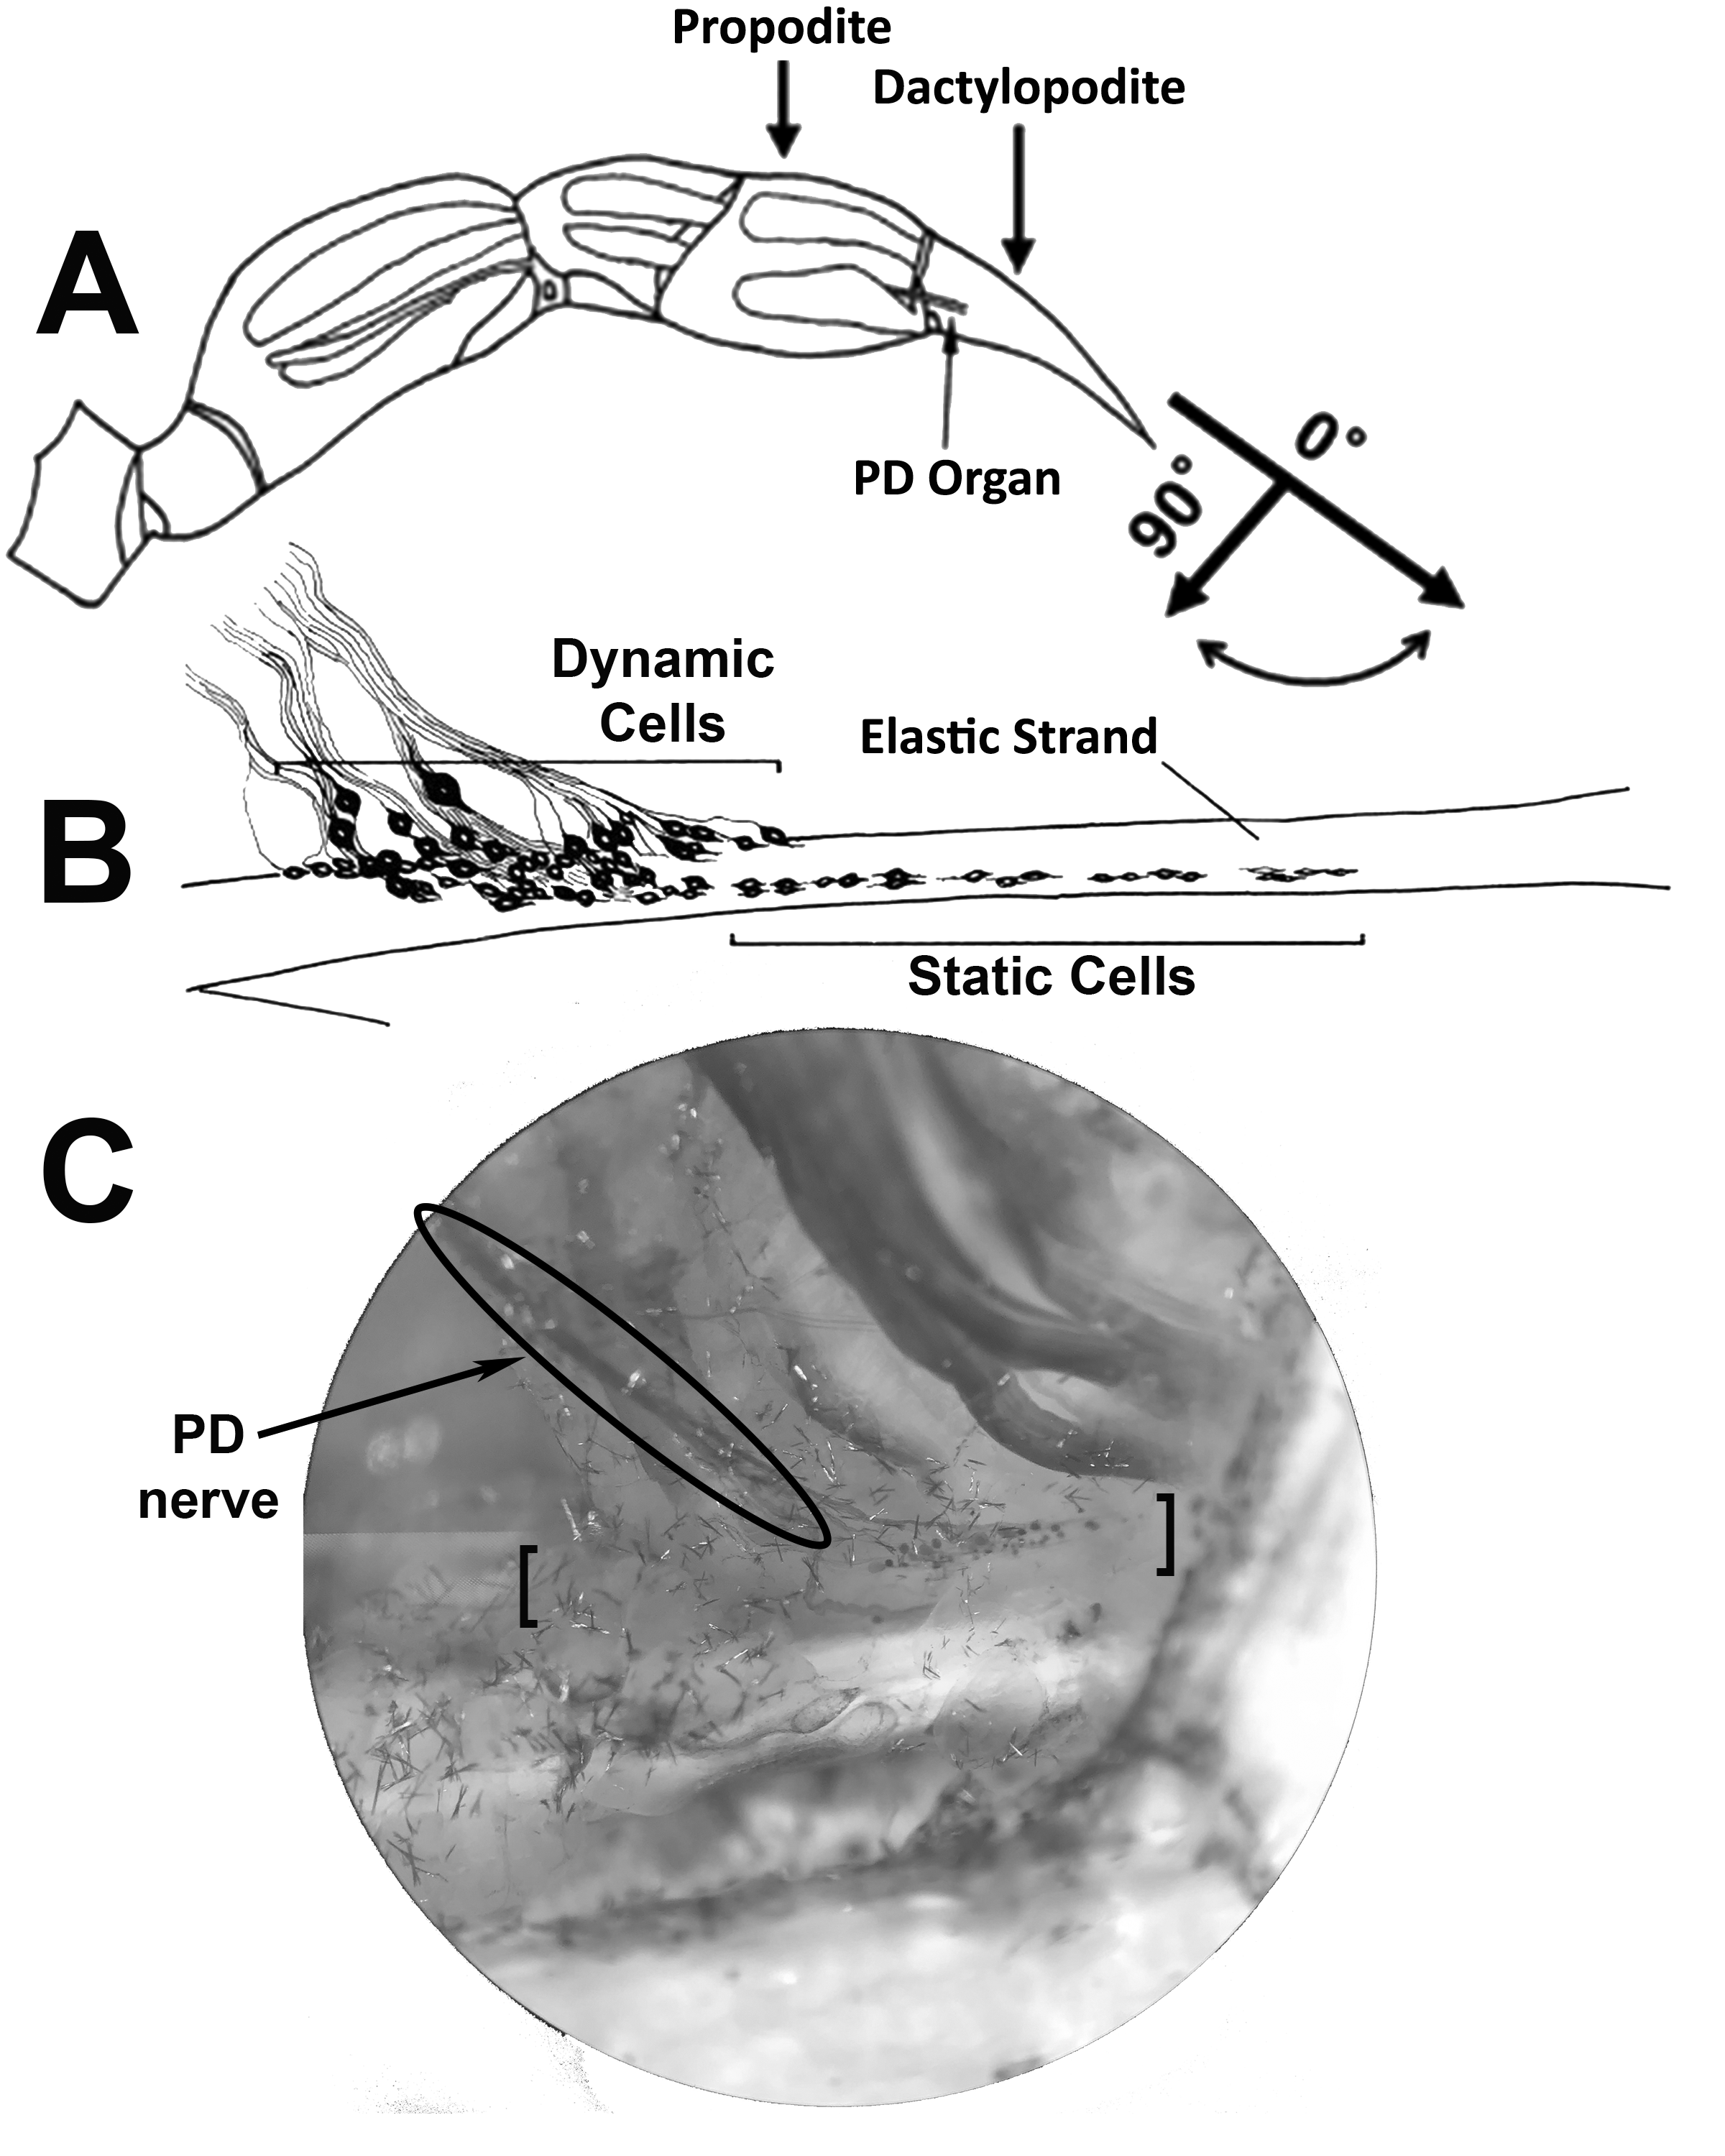 Propodite
Dactylopodite
A
PD Organ
0°
90°
Dynamic
Cells
Elastic Strand
B
Static Cells
C
PD
nerve
[
]